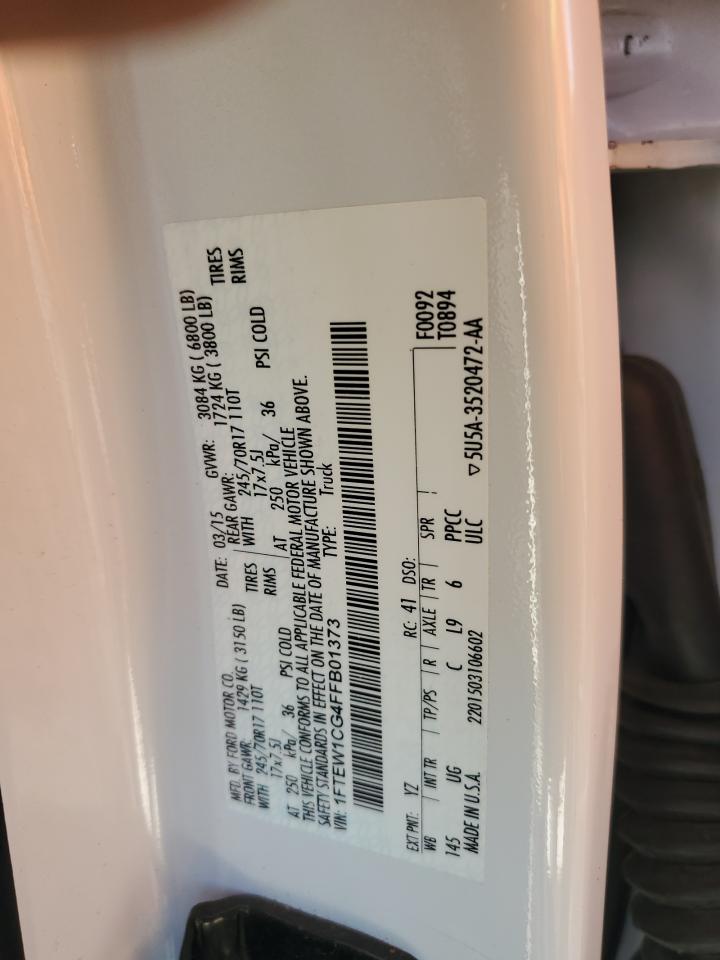 MFD. BY FORD MOTOR CO.
DATE: 03/15 GVWR: 3084 KG ( 6800 LB)
FRONT GAWR: 1429 KG ( 3150 LB) REAR GAWR: 1724 KG ( 3800 LB)
WITH 245/70R17 110T TIRES WITH 245/70R17 110T TIRES
17x7.5J RIMS 17x7.5J RIMS
AT 250 kPa/ 36 PSI COLD AT 250 kPa/ 36 PSI COLD
THIS VEHICLE CONFORMS TO ALL APPLICABLE FEDERAL MOTOR VEHICLE
SAFETY STANDARDS IN EFFECT ON THE DATE OF MANUFACTURE SHOWN ABOVE.
VIN: 1FTEW1CG4FFB01373 TYPE: Truck
EXT PNT: YZ RC: 41 DSO: F0092
WB INT TR TP/PS R AXLE TR SPR T0894
145 UG C L9 6 PPCC
MADE IN U.S.A. 2201503106602 ULC ▽5U5A-3520472-AA